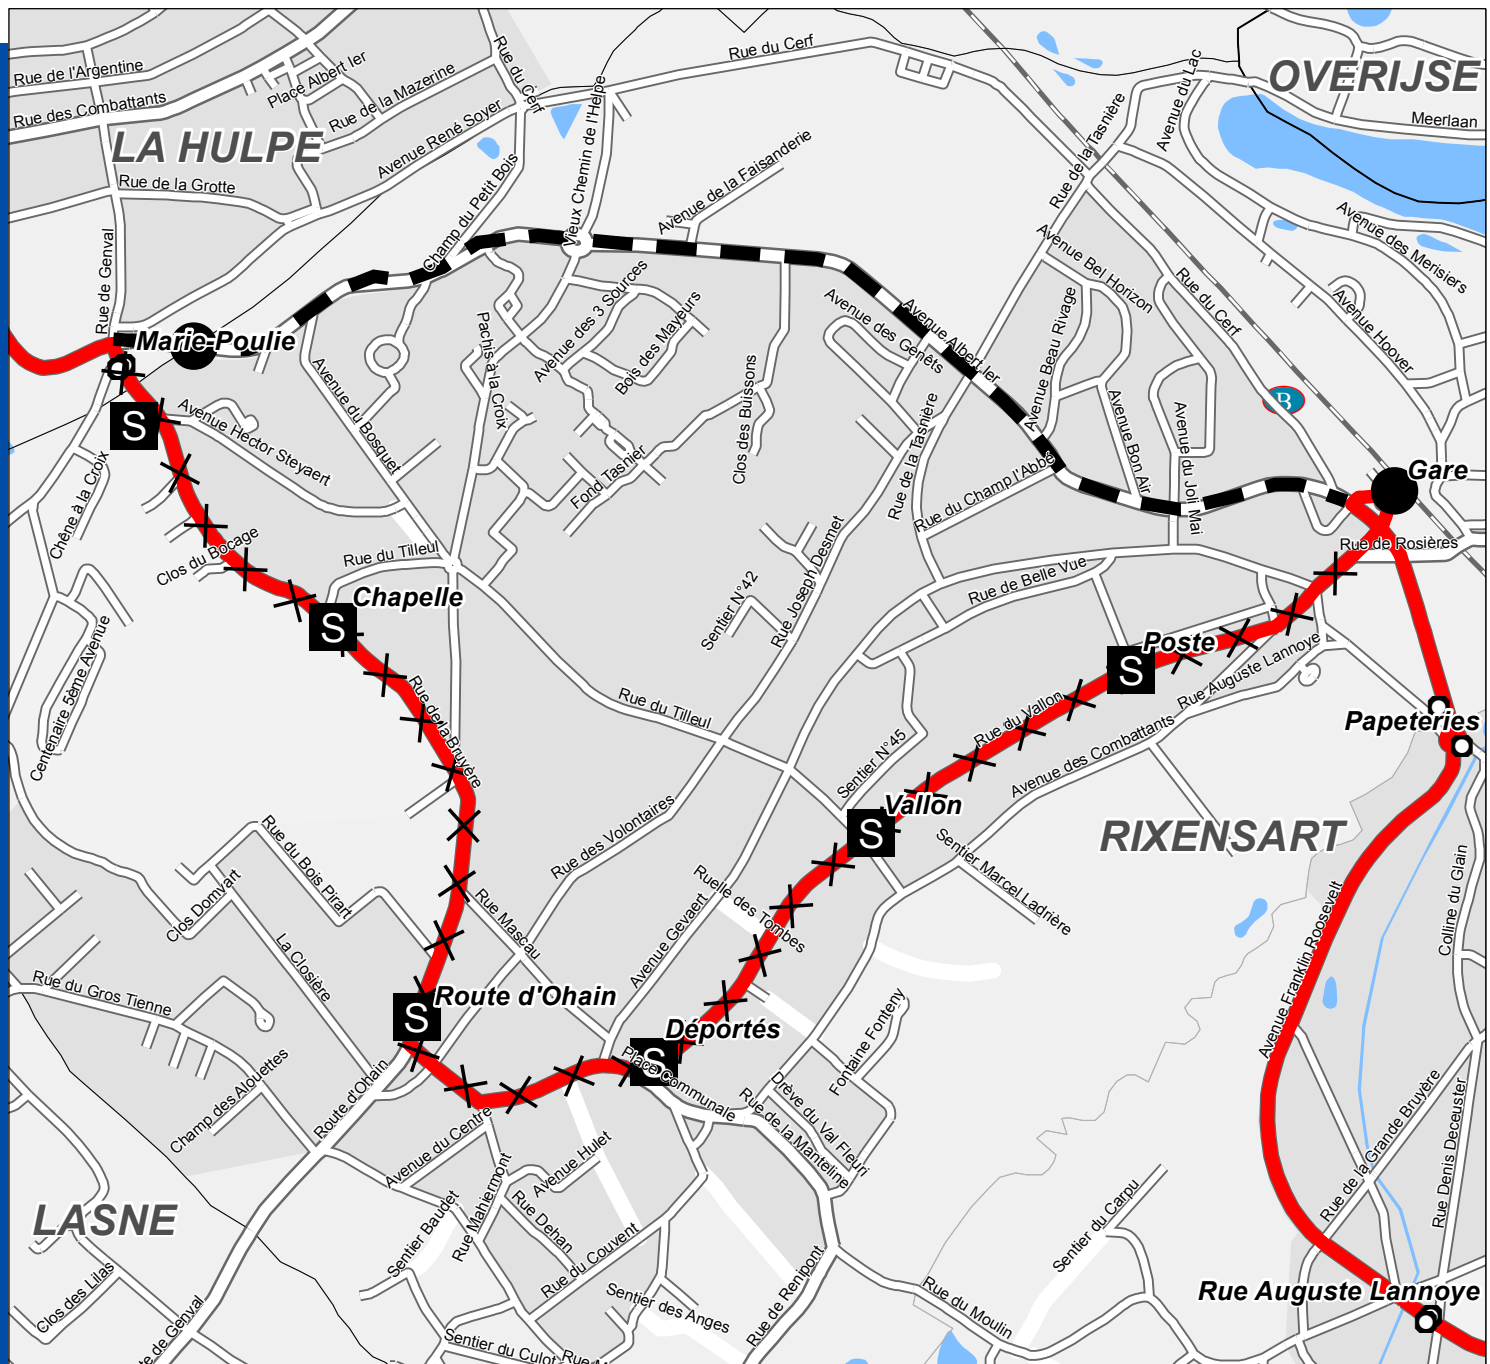 Rue de l'Argentine
Place Albert Ier
Rue de la Mazerine
Rue du Cerf
Rue du Cerf
Rue des Combattants
LA HULPE
Avenue René Soyer
Rue de la Grotte
Champ du Petit Bois
Vieux Chemin de l'Helpe
Avenue de la Faisanderie
Rue de la Tasnière
Avenue du Lac
OVERIJSE
Meerlaan
Avenue des Merisiers
Avenue Hoover
Avenue Bel Horizon
Rue du Cerf
Rue de Genval
Marie-Poulie
S
Avenue Hector Steyaert
Avenue du Bosquet
Pachis à la Croix
Avenue des 3 Sources
Bois des Mayeurs
Clos des Buissons
Fond Tasnier
Avenue des Genêts
Avenue Albert Ier
Avenue Beau Rivage
Avenue Bon Air
Avenue du Joli Mai
B
Gare
Rue de Rosières
Rue de la Tasnière
Rue du Champ l'Abbé
Chêne à la Croix
Clos du Bocage
Rue du Tilleul
Chapelle
S
Sentier N°42
Rue Joseph Desmet
Rue de Belle Vue
Poste
S
Rue Auguste Lannoye
Centenaire 5ème Avenue
Rue de la Bruyère
Rue du Tilleul
Sentier N°45
Rue du Vallon
Avenue des Combattants
Papeteries
Vallon
S
RIXENSART
Sentier Marcel Ladrière
Rue des Volontaires
Rue du Bois Pirart
Clos Domvart
Rue Mascau
Ruelle des Tombes
Avenue Gevaert
La Closière
Rue du Gros Tienne
Route d'Ohain
S
Déportés
S
Place Communale
Fontaine Fonteny
Drève du Val Fleuri
Rue de la Manteline
Avenue Franklin Roosevelt
Colline du Glain
Champ des Alouettes
Route d'Ohain
Avenue du Centre
Avenue Hulet
Rue Mahiermont
Rue Dehan
Sentier Baudet
Rue du Couvent
Rue de la Grande Bruyère
Rue Denis Deceuster
LASNE
Clos des Lilas
te de Genval
Sentier des Anges
Sentier du Culot
Rue de Renipont
Rue du Moulin
Sentier du Carpu
Rue Auguste Lannoye